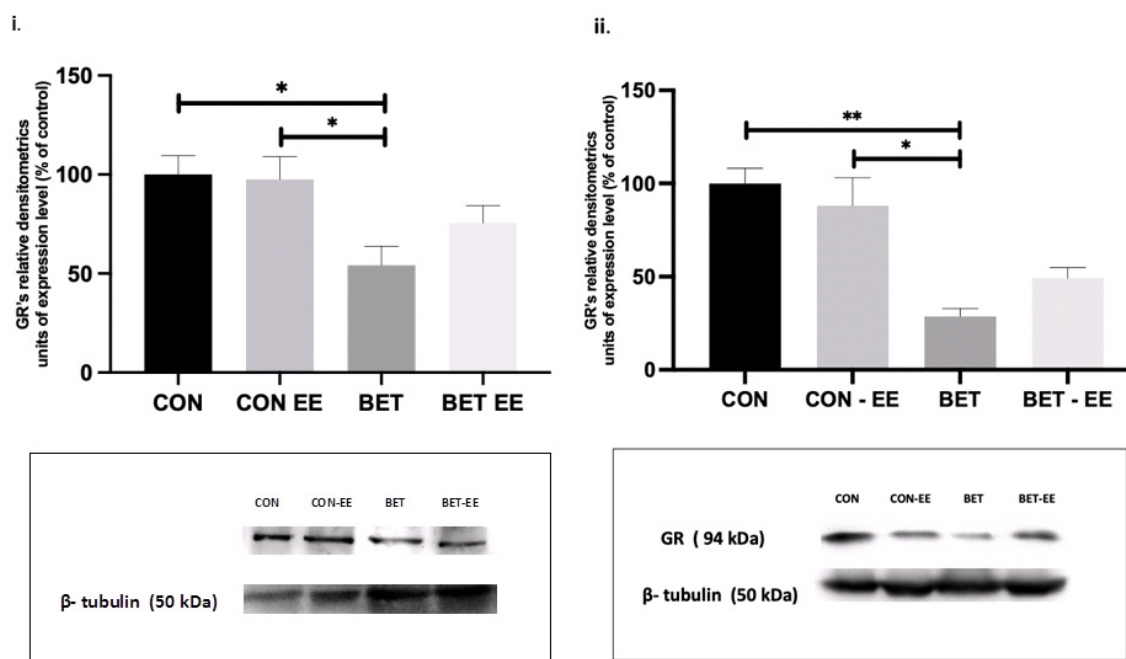 i.
GR's relative densitometrics
units of expression level (% of control)
150
100
50
0
*
*
CON
CON EE
BET
BET EE
CON
CON-EE
BET
BET-EE
β- tubulin (50 kDa)
ii.
GR's relative densitometrics
units of expression level (% of control)
150
100
50
0
**
*
CON
CON - EE
BET
BET - EE
CON
CON-EE
BET
BET-EE
GR ( 94 kDa)
β- tubulin (50 kDa)